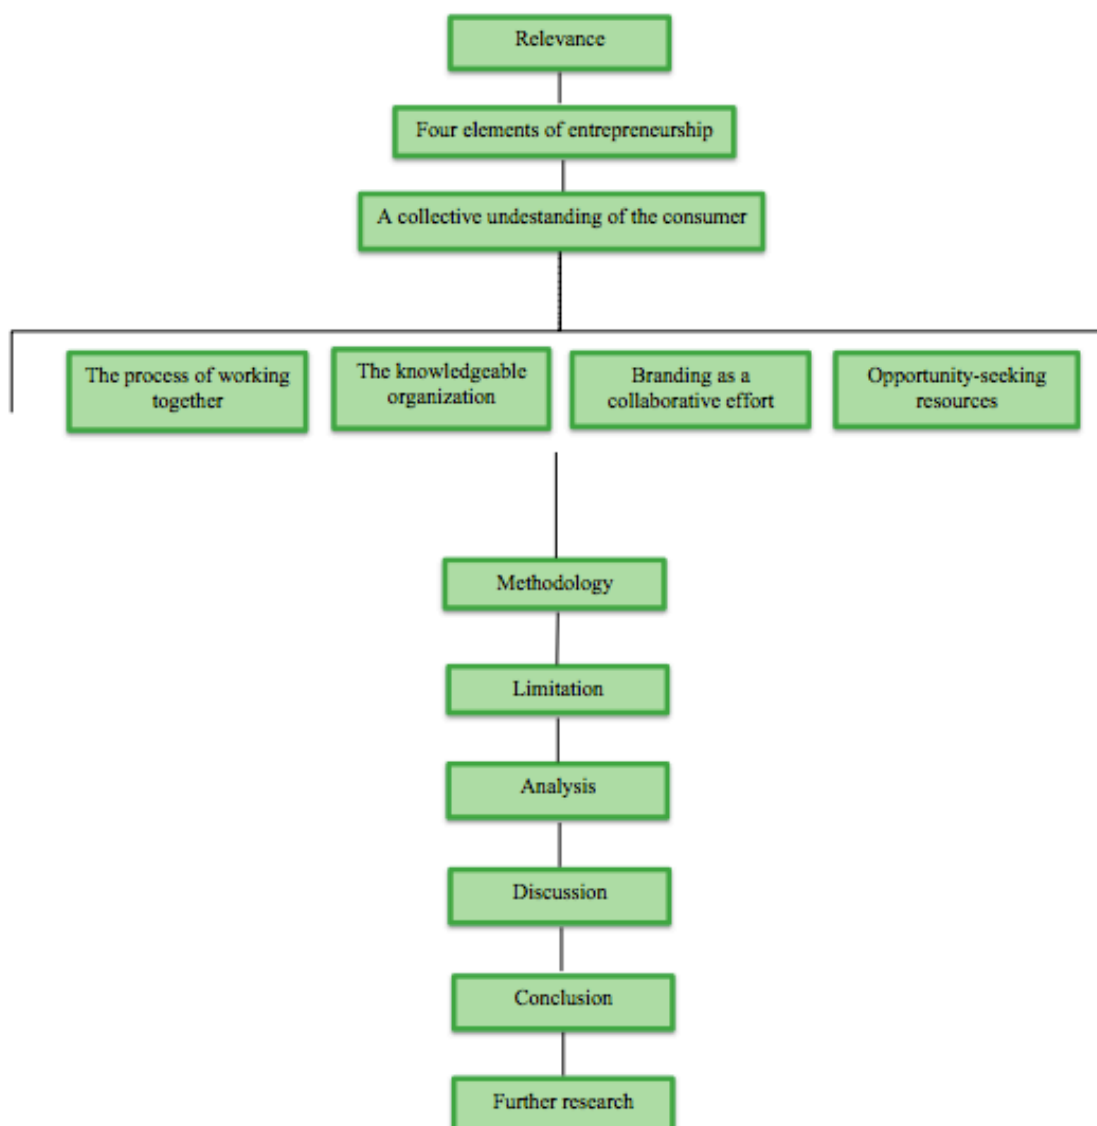 Relevance
Four elements of entrepreneurship
A collective undestanding of the consumer
The process of working
together
The knowledgeable
organization
Branding as a
collaborative effort
Opportunity-seeking
resources
Methodology
Limitation
Analysis
Discussion
Conclusion
Further research